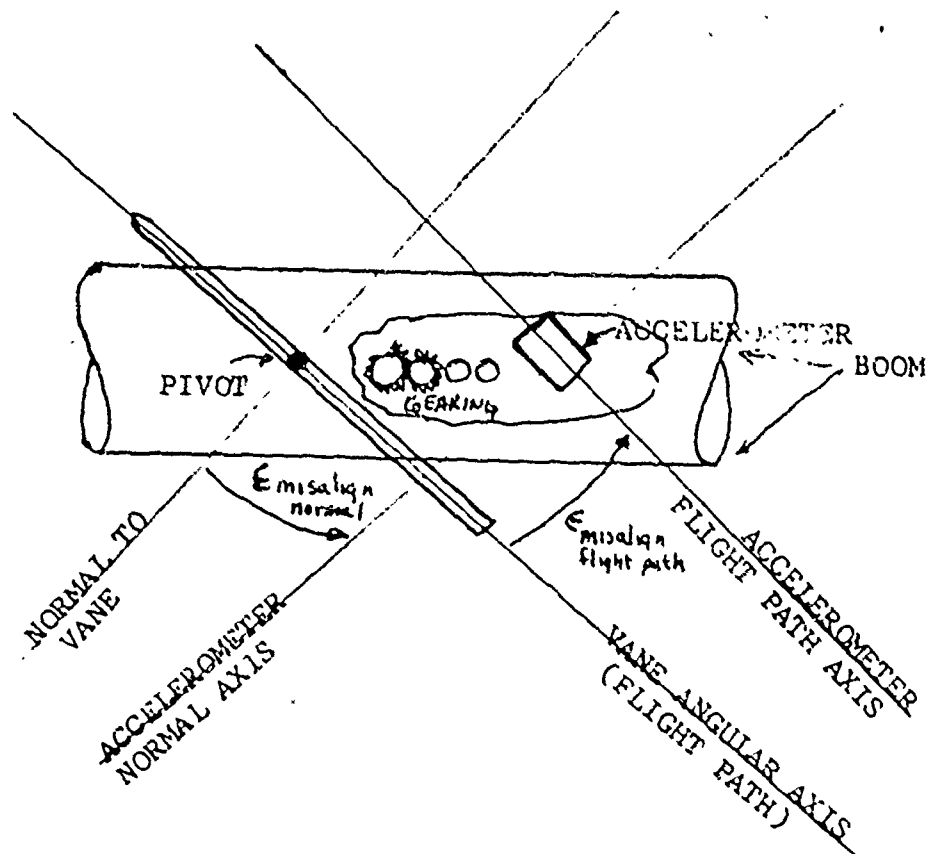 ACCELEROMETER
BOOM
PIVOT
GEARING
ε misalign
normal
ε misalign
flight path
NORMAL TO
VANE
ACCELEROMETER
NORMAL AXIS
ACCELEROMETER
FLIGHT PATH AXIS
VANE ANGULAR AXIS
(FLIGHT PATH)